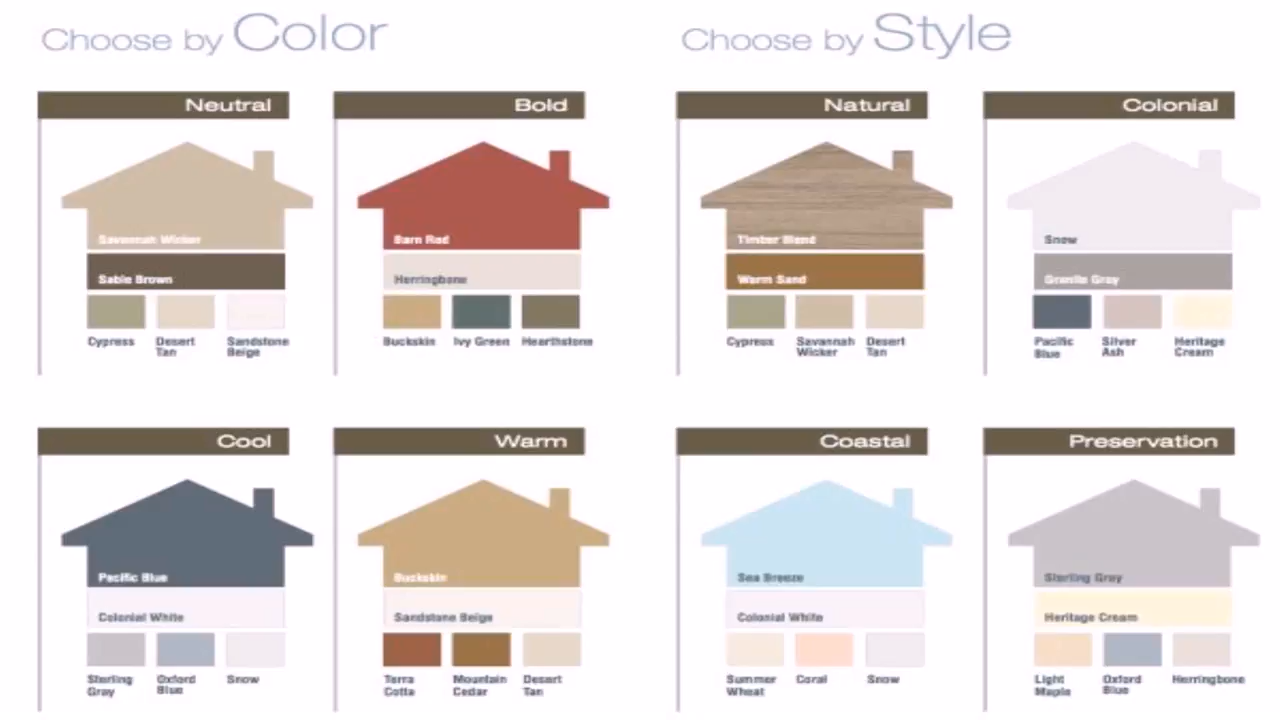 Choose by Color
Choose by Style
Neutral
Savannah Wicker
Sable Brown
Cypress
Desert
Tan
Sandstone
Beige
Bold
Barn Red
Herringbone
Buckskin
Ivy Green
Hearthstone
Natural
Timber Blend
Warm Sand
Cypress
Savannah
Wicker
Desert
Tan
Colonial
Snow
Granite Gray
Pacific
Blue
Silver
Ash
Heritage
Cream
Cool
Pacific Blue
Colonial White
Sterling
Gray
Oxford
Blue
Snow
Warm
Buckskin
Sandstone Beige
Terra
Cotta
Mountain
Cedar
Desert
Tan
Coastal
Sea Breeze
Colonial White
Summer
Wheat
Coral
Snow
Preservation
Sterling Gray
Heritage Cream
Light
Maple
Oxford
Blue
Herringbone